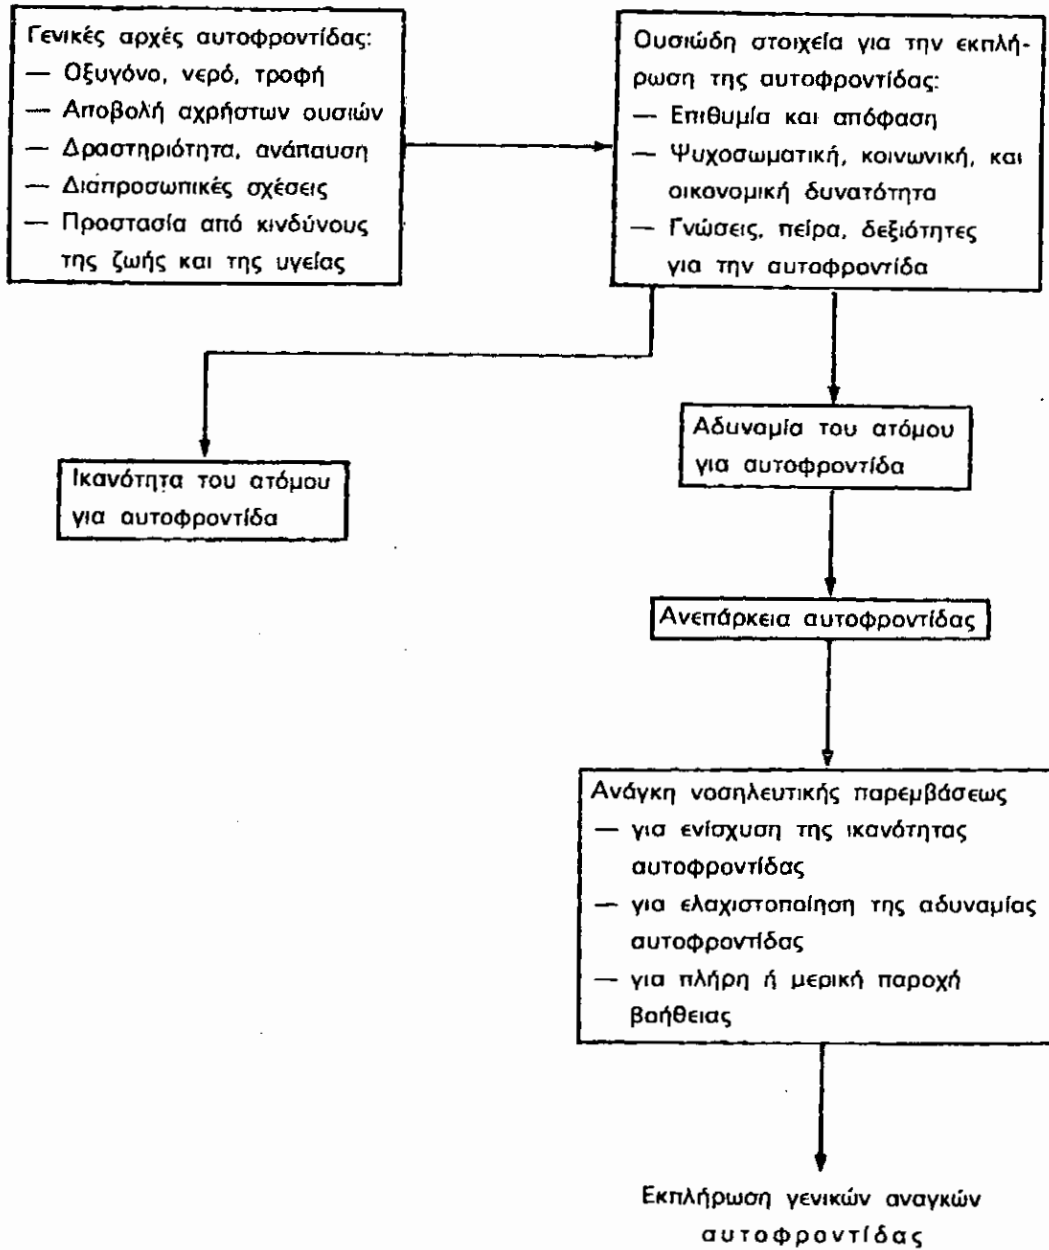 Γενικές αρχές αυτοφροντίδας:
— Οξυγόνο, νερό, τροφή
— Αποβολή αχρήστων ουσιών
— Δραστηριότητα, ανάπαυση
— Διαπροσωπικές σχέσεις
— Προστασία από κινδύνους
της ζωής και της υγείας
Ουσιώδη στοιχεία για την εκπλή-
ρωση της αυτοφροντίδας:
— Επιθυμία και απόφαση
— Ψυχοσωματική, κοινωνική, και
οικονομική δυνατότητα
— Γνώσεις, πείρα, δεξιότητες
για την αυτοφροντίδα
Ικανότητα του ατόμου
για αυτοφροντίδα
Αδυναμία του ατόμου
για αυτοφροντίδα
Ανεπάρκεια αυτοφροντίδας
Ανάγκη νοσηλευτικής παρεμβάσεως
— για ενίσχυση της ικανότητας
αυτοφροντίδας
— για ελαχιστοποίηση της αδυναμίας
αυτοφροντίδας
— για πλήρη ή μερική παροχή
βοήθειας
Εκπλήρωση γενικών αναγκών
αυτοφροντίδας